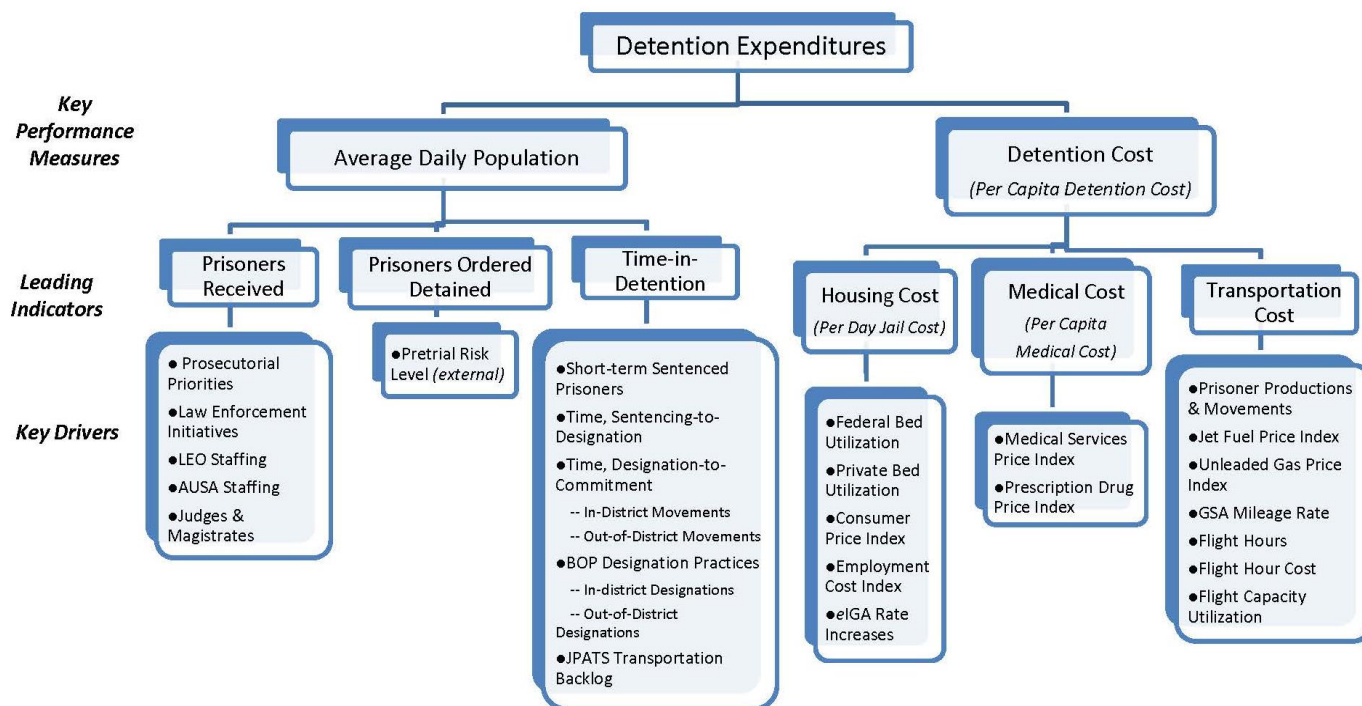 Detention Expenditures
Key
Performance
Measures
Average Daily Population
Detention Cost
(Per Capita Detention Cost)
Leading
Indicators
Prisoners
Received
Prisoners Ordered
Detained
Time-in-
Detention
Housing Cost
(Per Day Jail Cost)
Medical Cost
(Per Capita
Medical Cost)
Transportation
Cost
Key Drivers
● Prosecutorial
Priorities
●Law Enforcement
Initiatives
●LEO Staffing
●AUSA Staffing
●Judges &
Magistrates
●Pretrial Risk
Level (external)
●Short-term Sentenced
Prisoners
●Time, Sentencing-to-
Designation
●Time, Designation-to-
Commitment
-- In-District Movements
-- Out-of-District Movements
●BOP Designation Practices
-- In-district Designations
-- Out-of-District
Designations
●JPATS Transportation
Backlog
●Federal Bed
Utilization
●Private Bed
Utilization
●Consumer
Price Index
●Employment
Cost Index
●eIGA Rate
Increases
●Medical Services
Price Index
●Prescription Drug
Price Index
●Prisoner Productions
& Movements
●Jet Fuel Price Index
●Unleaded Gas Price
Index
●GSA Mileage Rate
●Flight Hours
●Flight Hour Cost
●Flight Capacity
Utilization